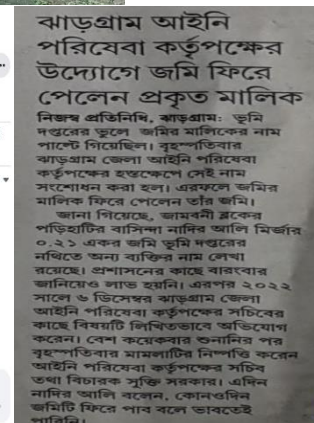 ঝাড়গ্রাম আইনি
পরিষেবা কর্তৃপক্ষের
উদ্যোগে জমি ফিরে
পেলেন প্রকৃত মালিক
নিজস্ব প্রতিনিধি, ঝাড়গ্রাম: ভূমি
দপ্তরের ভুলে জমির মালিকের নাম
পাল্টে গিয়েছিল। বৃহস্পতিবার
ঝাড়গ্রাম জেলা আইনি পরিষেবা
কর্তৃপক্ষের হস্তক্ষেপে সেই নাম
সংশোধন করা হল। এরফলে জমির
মালিক ফিরে পেলেন তাঁর জমি।
জানা গিয়েছে, জামবনী ব্লকের
পড়িহাটির বাসিন্দা নাদির আলি মির্জার
০.২১ একর জমি ভূমি দপ্তরের
নথিতে অন্য ব্যক্তির নাম লেখা
রয়েছে। প্রশাসনের কাছে বারংবার
জানিয়েও লাভ হয়নি। এরপর ২০২২
সালে ৬ ডিসেম্বর ঝাড়গ্রাম জেলা
আইনি পরিষেবা কর্তৃপক্ষের সচিবের
কাছে বিষয়টি লিখিতভাবে অভিযোগ
করেন। বেশ কয়েকবার শুনানির পর
বৃহস্পতিবার মামলাটির নিষ্পত্তি করেন
আইনি পরিষেবা কর্তৃপক্ষের সচিব
তথা বিচারক সুক্তি সরকার। এদিন
নাদির আলি বলেন, কোনওদিন
জমিটি ফিরে পাব বলে ভাবতেই
পারিনি।